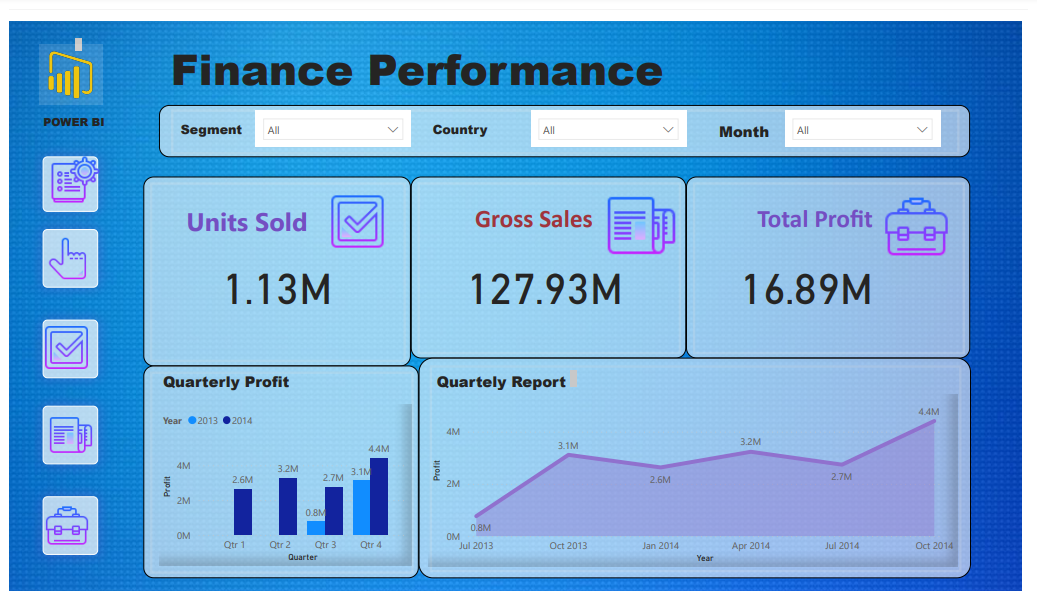 Finance Performance
POWER BI
Segment All Country All Month All
Units Sold
1.13M
Gross Sales
127.93M
Total Profit
16.89M
Quarterly Profit
Year 2013 2014
Profit
4M
2M
0M
2.6M
3.2M
0.8M
2.7M
3.1M
4.4M
Qtr 1 Qtr 2 Qtr 3 Qtr 4
Quarter
Quartely Report
Profit
4M
2M
0M
0.8M
3.1M
2.6M
3.2M
2.7M
4.4M
Jul 2013 Oct 2013 Jan 2014 Apr 2014 Jul 2014 Oct 2014
Year